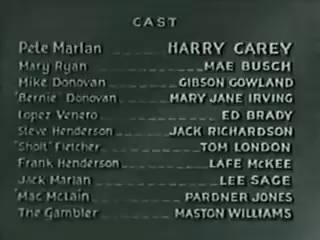 CAST
Pete Marlan HARRY CAREY
Mary Ryan MAE BUSCH
Mike Donovan GIBSON GOWLAND
"Bernie" Donovan MARY JANE IRVING
Lopez Venero ED BRADY
Steve Henderson JACK RICHARDSON
"Sholt" Fletcher TOM LONDON
Frank Henderson LAFE McKEE
Jack Marlan LEE SAGE
"Mac" McLain PARDNER JONES
The Gambler MASTON WILLIAMS